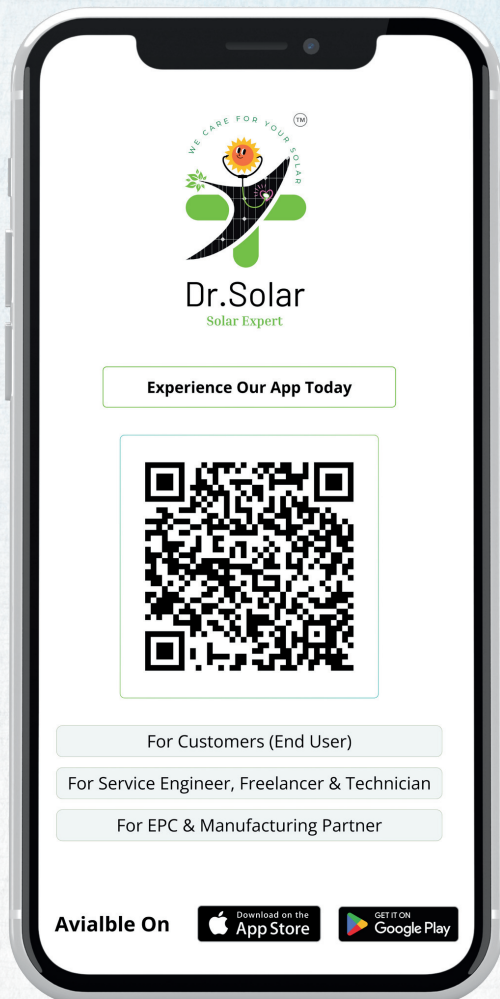 WE CARE FOR YOUR SOLAR
TM
Dr.Solar
Solar Expert
Experience Our App Today
For Customers (End User)
For Service Engineer, Freelancer & Technician
For EPC & Manufacturing Partner
Avialble On
Download on the
App Store
GET IT ON
Google Play